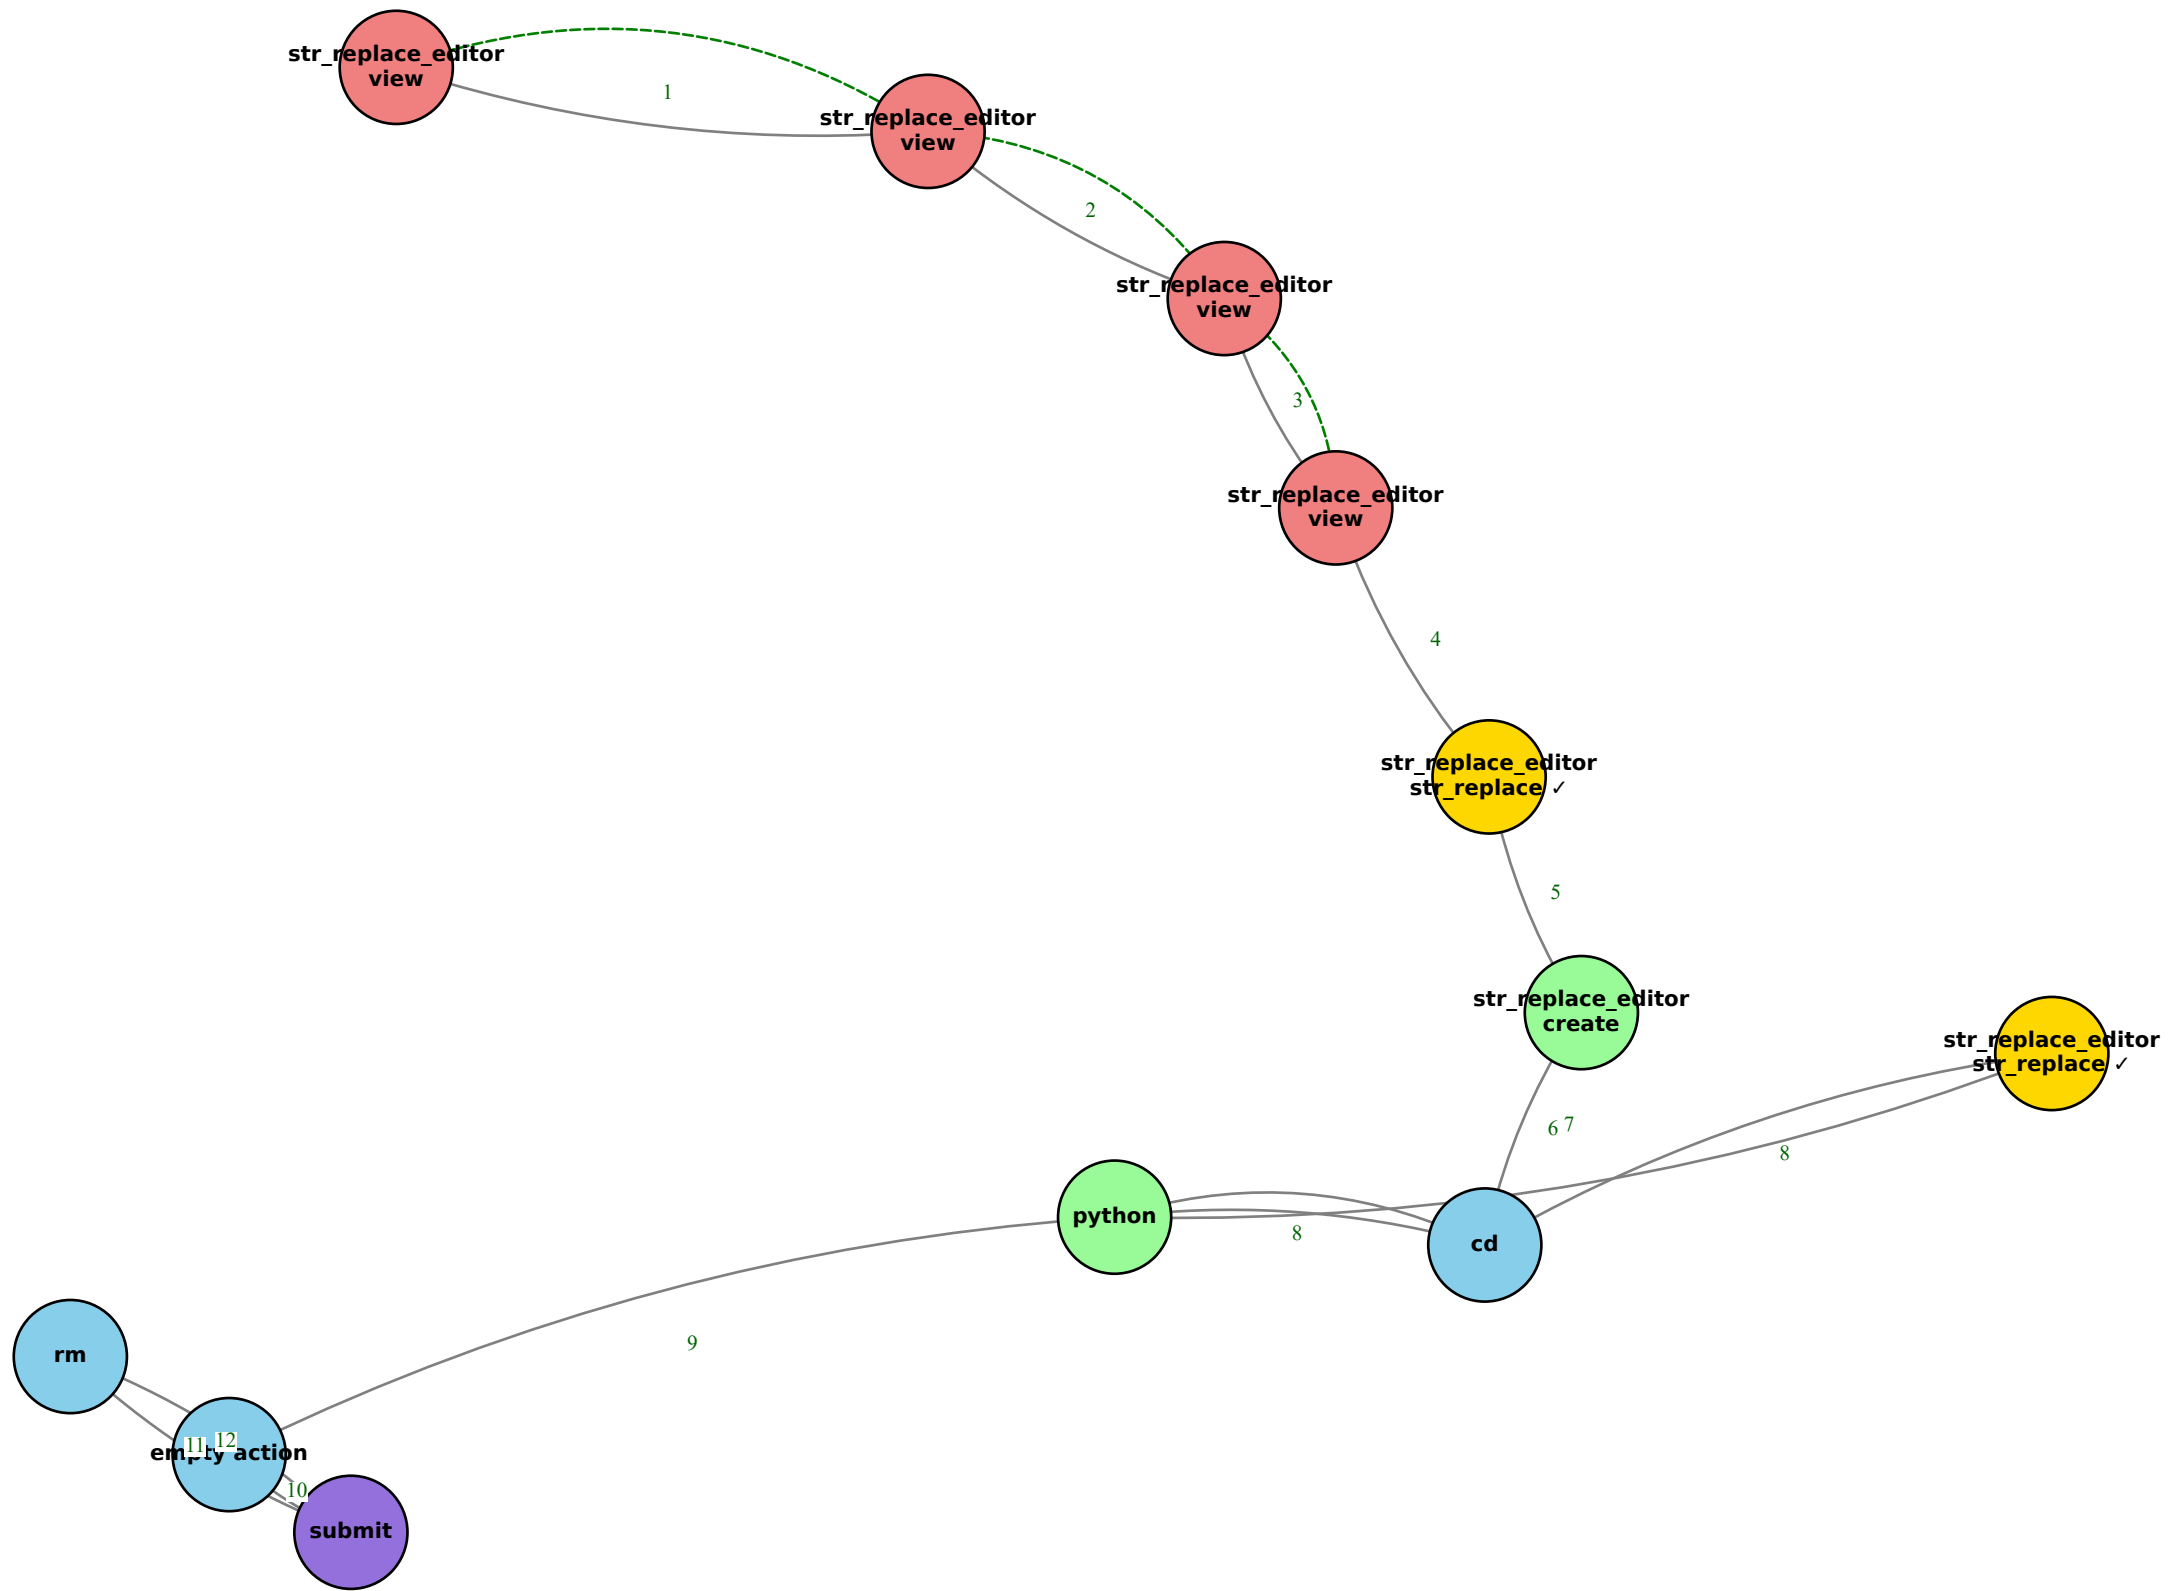 str_replace_editor
view
1
str_replace_editor
view
2
str_replace_editor
view
3
str_replace_editor
view
4
str_replace_editor
str_replace ✓
5
str_replace_editor
create
str_replace_editor
str_replace ✓
6 7
8
python
8
cd
9
rm
11 12
empty action
10
submit